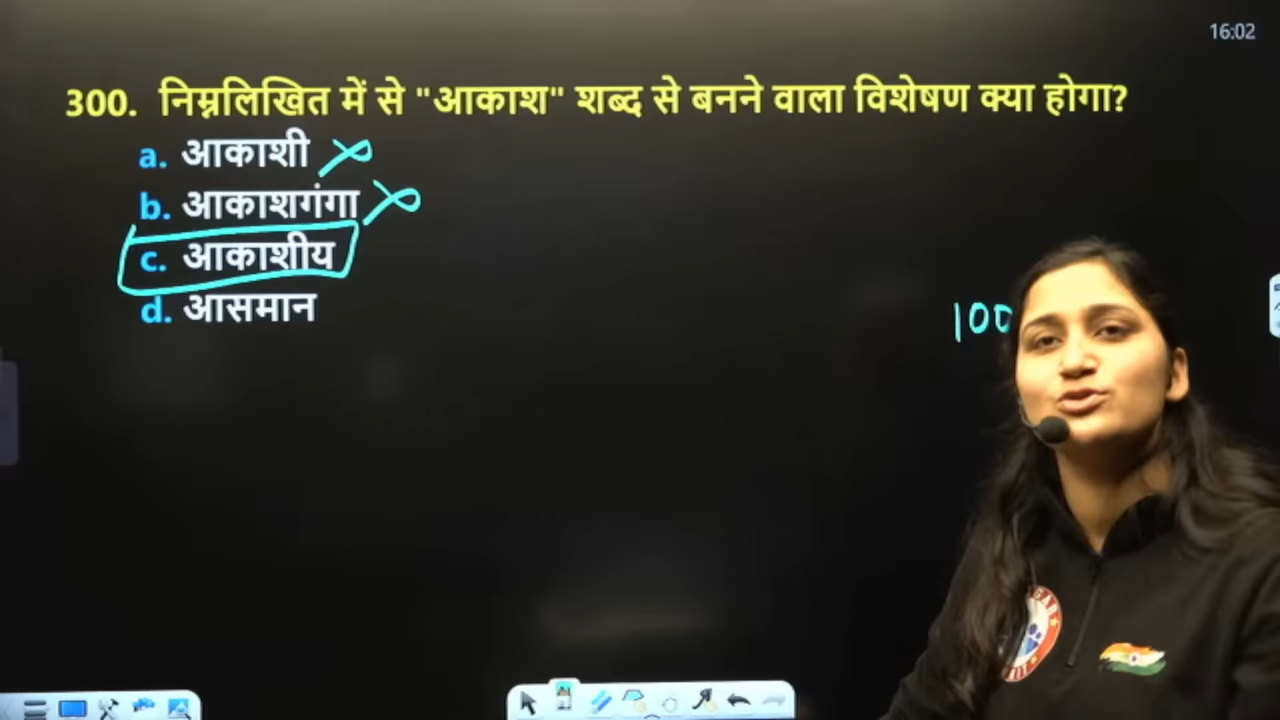 16:02
300. निम्नलिखित में से "आकाश" शब्द से बनने वाला विशेषण क्या होगा?
a. आकाशी
b. आकाशगंगा
c. आकाशीय
d. आसमान
100